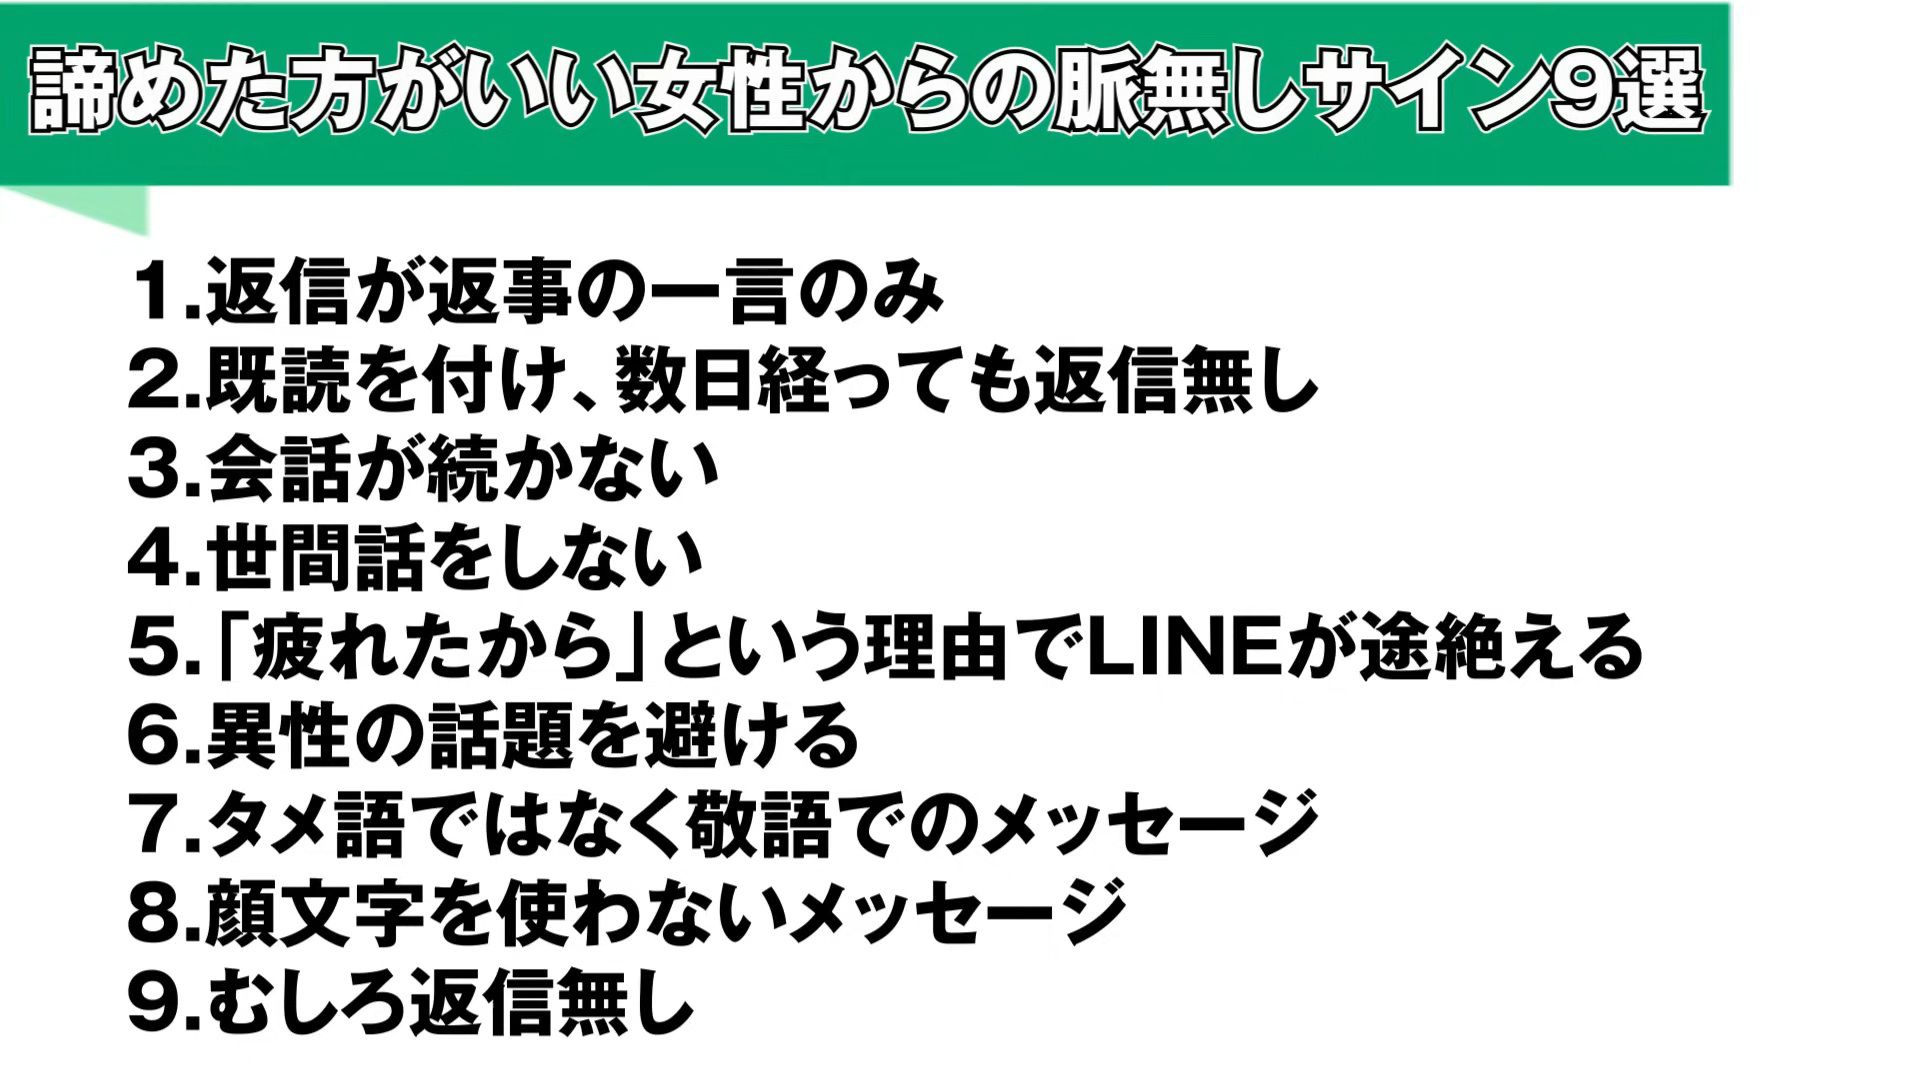 諦めた方がいい女性からの脈無しサイン9選
1.返信が返事の一言のみ
2.既読を付け、数日経っても返信無し
3.会話が続かない
4.世間話をしない
5.「疲れたから」という理由でLINEが途絶える
6.異性の話題を避ける
7.タメ語ではなく敬語でのメッセージ
8.顔文字を使わないメッセージ
9.むしろ返信無し